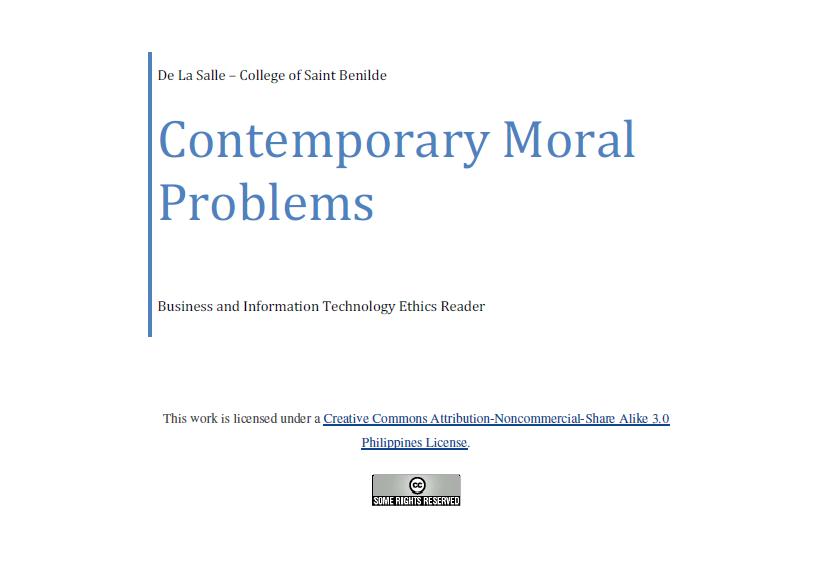 De La Salle – College of Saint Benilde
Contemporary Moral
Problems
Business and Information Technology Ethics Reader
This work is licensed under a Creative Commons Attribution-Noncommercial-Share Alike 3.0
Philippines License.
cc
SOME RIGHTS RESERVED